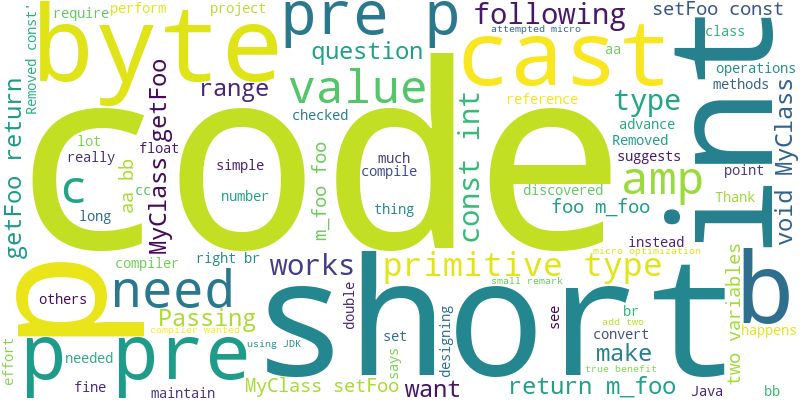 require
perform
project
pre p
following
attempted micro
setFoo const
byte
cast
int
Removed const'
question
aa
class
operations
methods
code
range
value
const int
reference
type
checked
advance
Removed
suggests
getFoo return
MyClass getFoo
lot
really
float
simple
much
compile
m_foo foo
void MyClass
point
aa bb
cc
c
number
thing
discovered
amp
Thank
foo m_foo
long
instead
right br
micro optimization
compiler
works
primitive type
small remark
p
others
need
short
b
two variables
happens
double
see
br
add two
Passing
compiler wanted
set
designing
convert
using JDK
says
make
p pre
effort
needed
true benefit
fine
maintain
MyClass setFoo
want
return m_foo
Java
bb